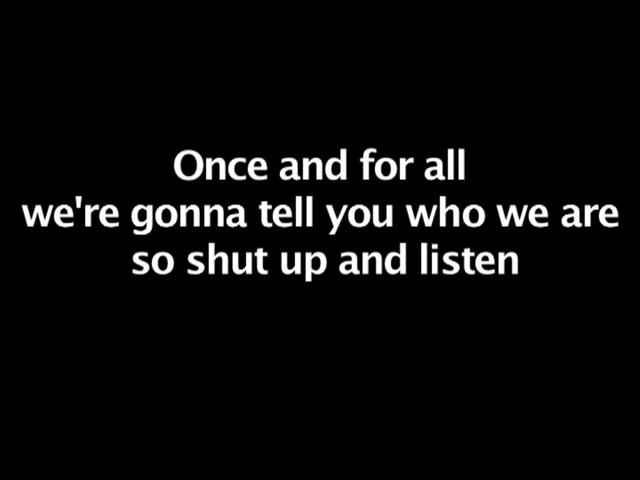 Once and for all
we're gonna tell you who we are
so shut up and listen